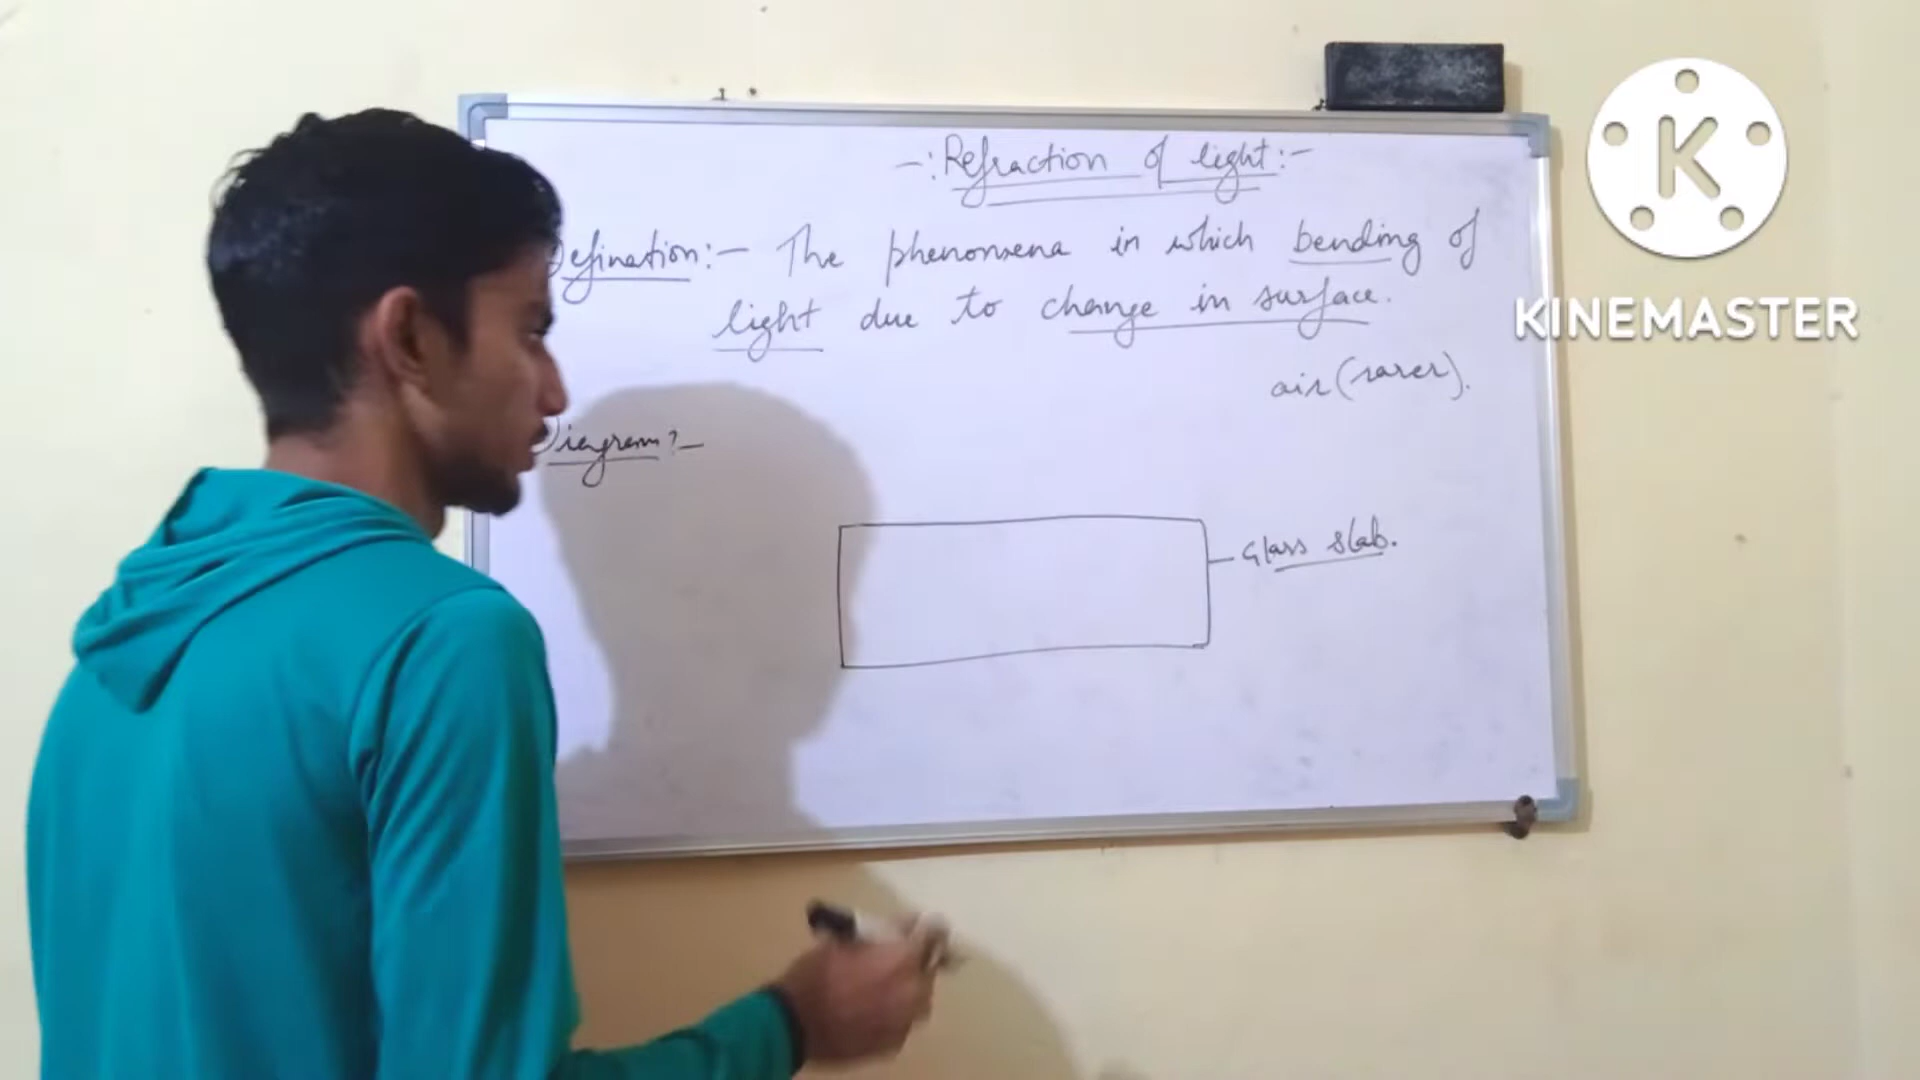 -: Refraction of light:-
Defination:- The phenomena in which bending of
light due to change in surface.
air (rarer).
Diagram:-
Glass slab.
K
KINEMASTER